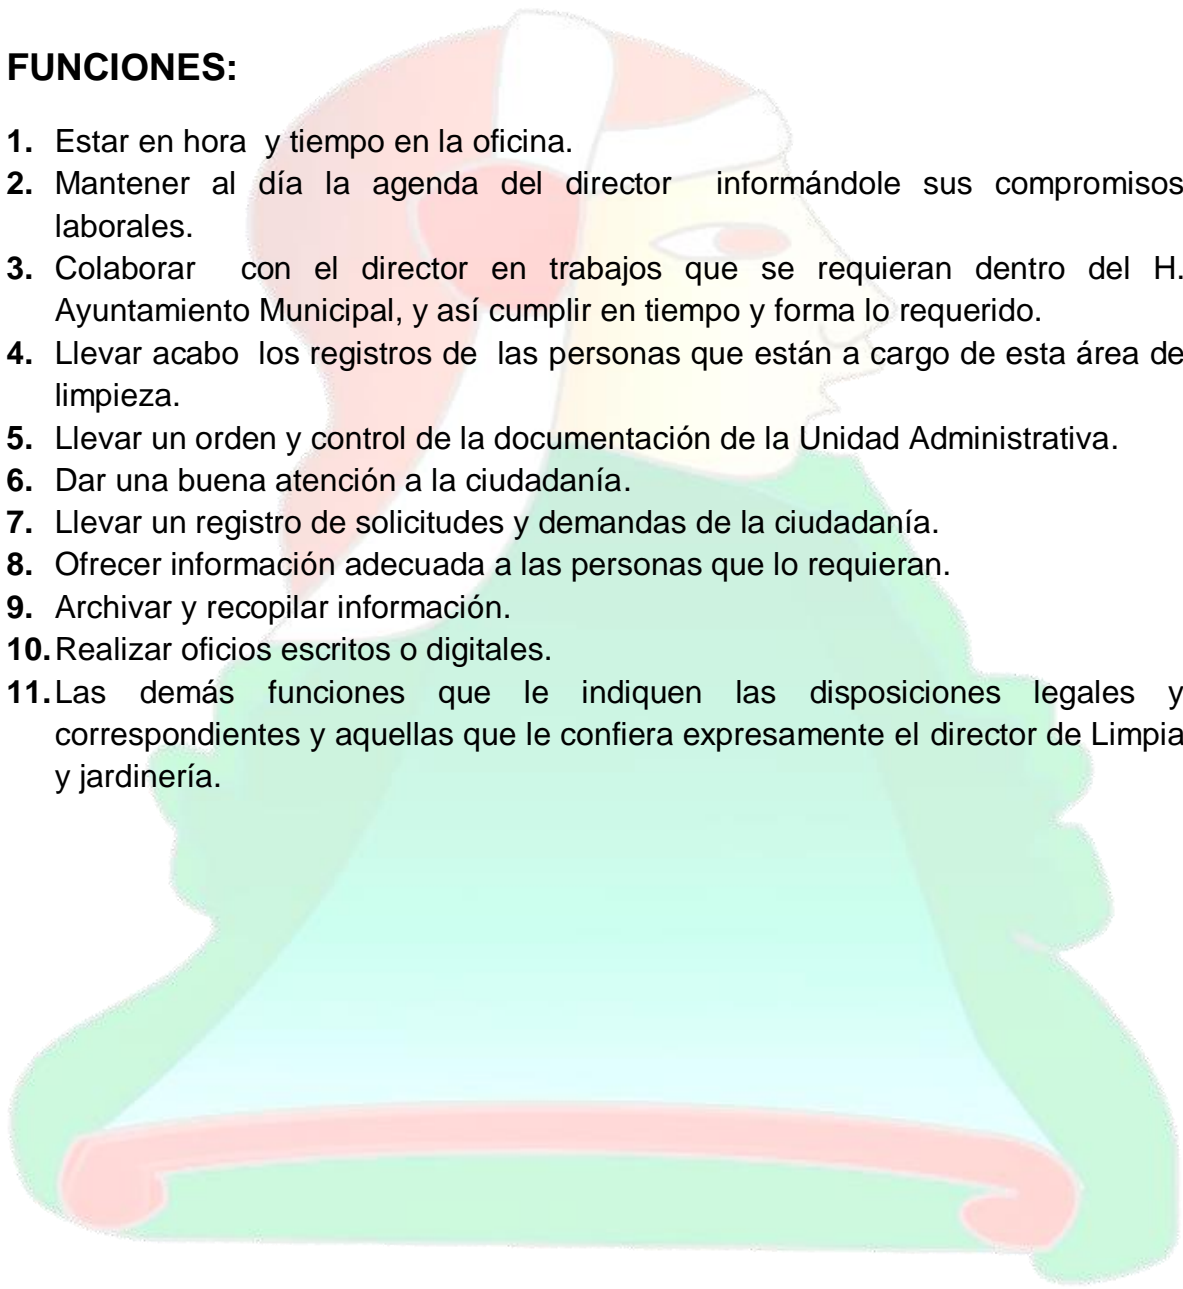 FUNCIONES:
1. Estar en hora y tiempo en la oficina.
2. Mantener al día la agenda del director informándole sus compromisos
laborales.
3. Colaborar con el director en trabajos que se requieran dentro del H.
Ayuntamiento Municipal, y así cumplir en tiempo y forma lo requerido.
4. Llevar acabo los registros de las personas que están a cargo de esta área de
limpieza.
5. Llevar un orden y control de la documentación de la Unidad Administrativa.
6. Dar una buena atención a la ciudadanía.
7. Llevar un registro de solicitudes y demandas de la ciudadanía.
8. Ofrecer información adecuada a las personas que lo requieran.
9. Archivar y recopilar información.
10. Realizar oficios escritos o digitales.
11. Las demás funciones que le indiquen las disposiciones legales y
correspondientes y aquellas que le confiera expresamente el director de Limpia
y jardinería.